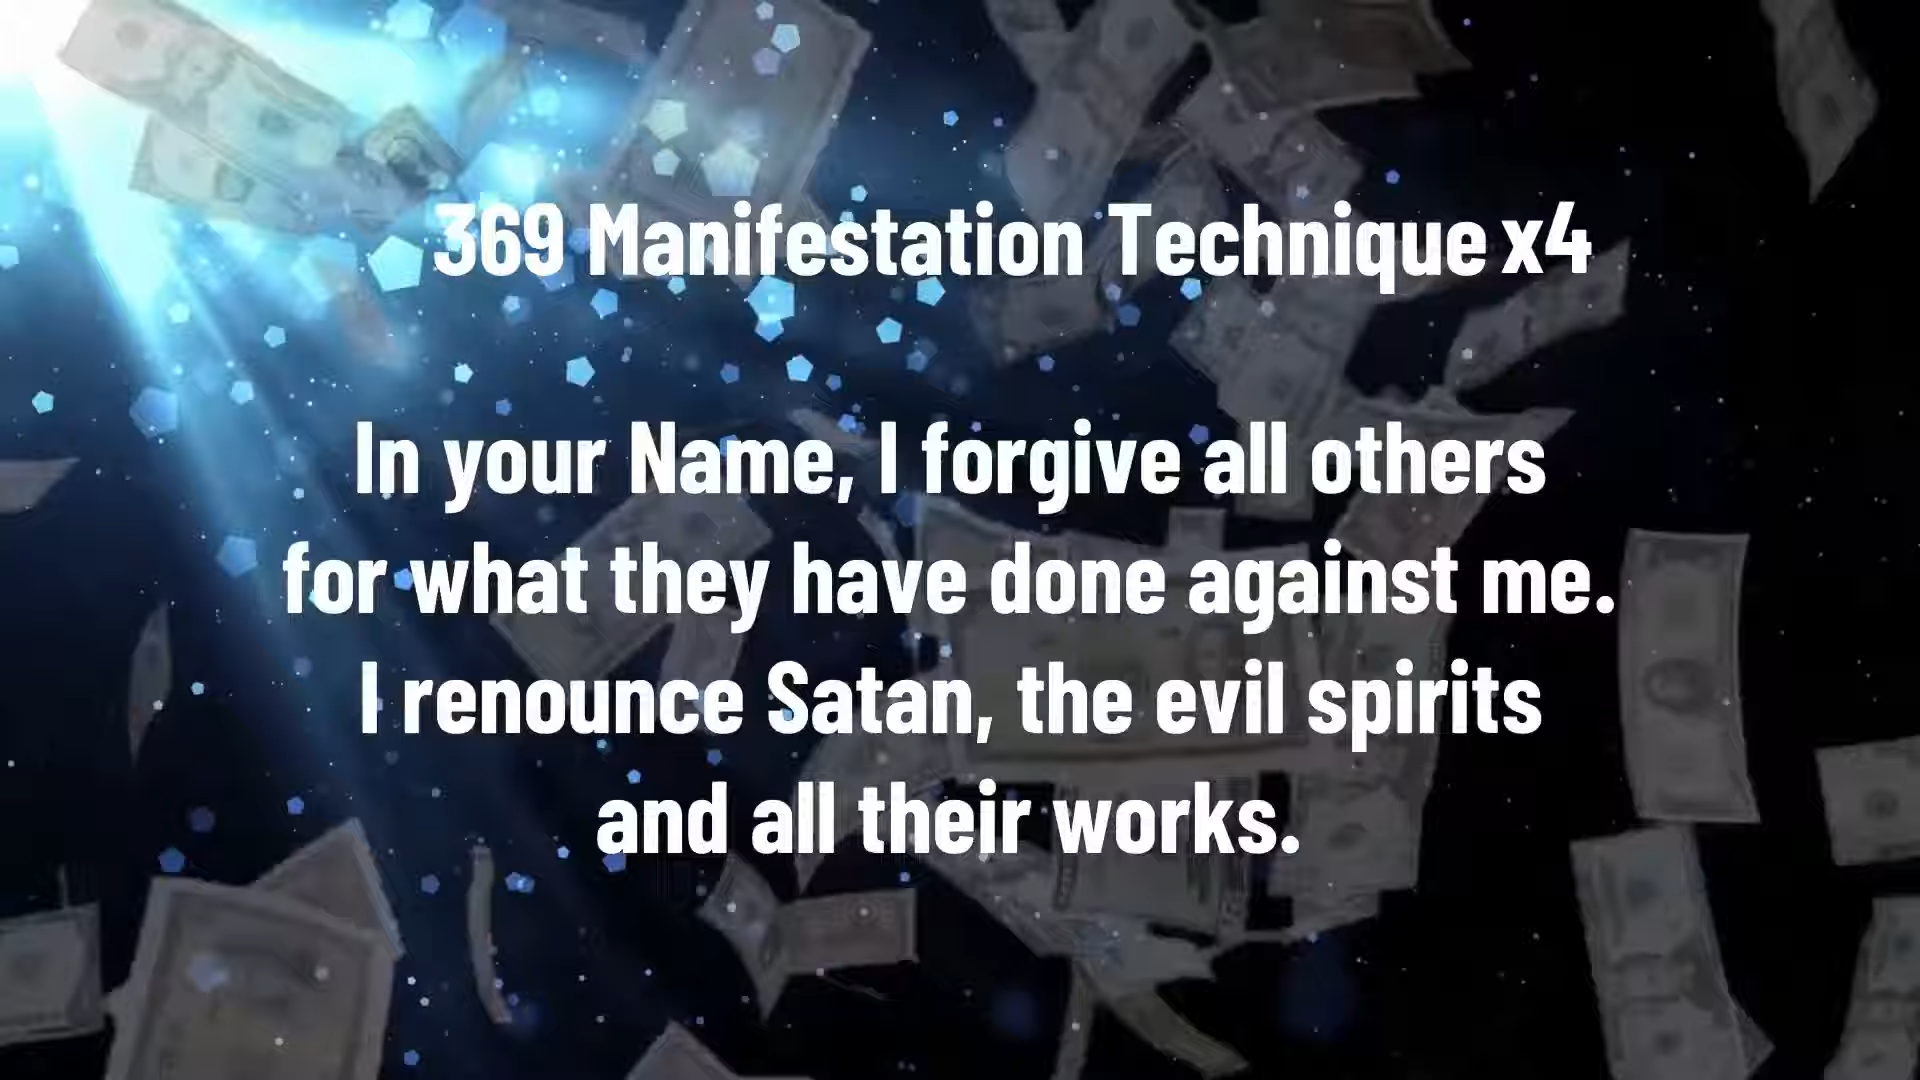 369 Manifestation Technique x4
In your Name, I forgive all others
for what they have done against me.
I renounce Satan, the evil spirits
and all their works.